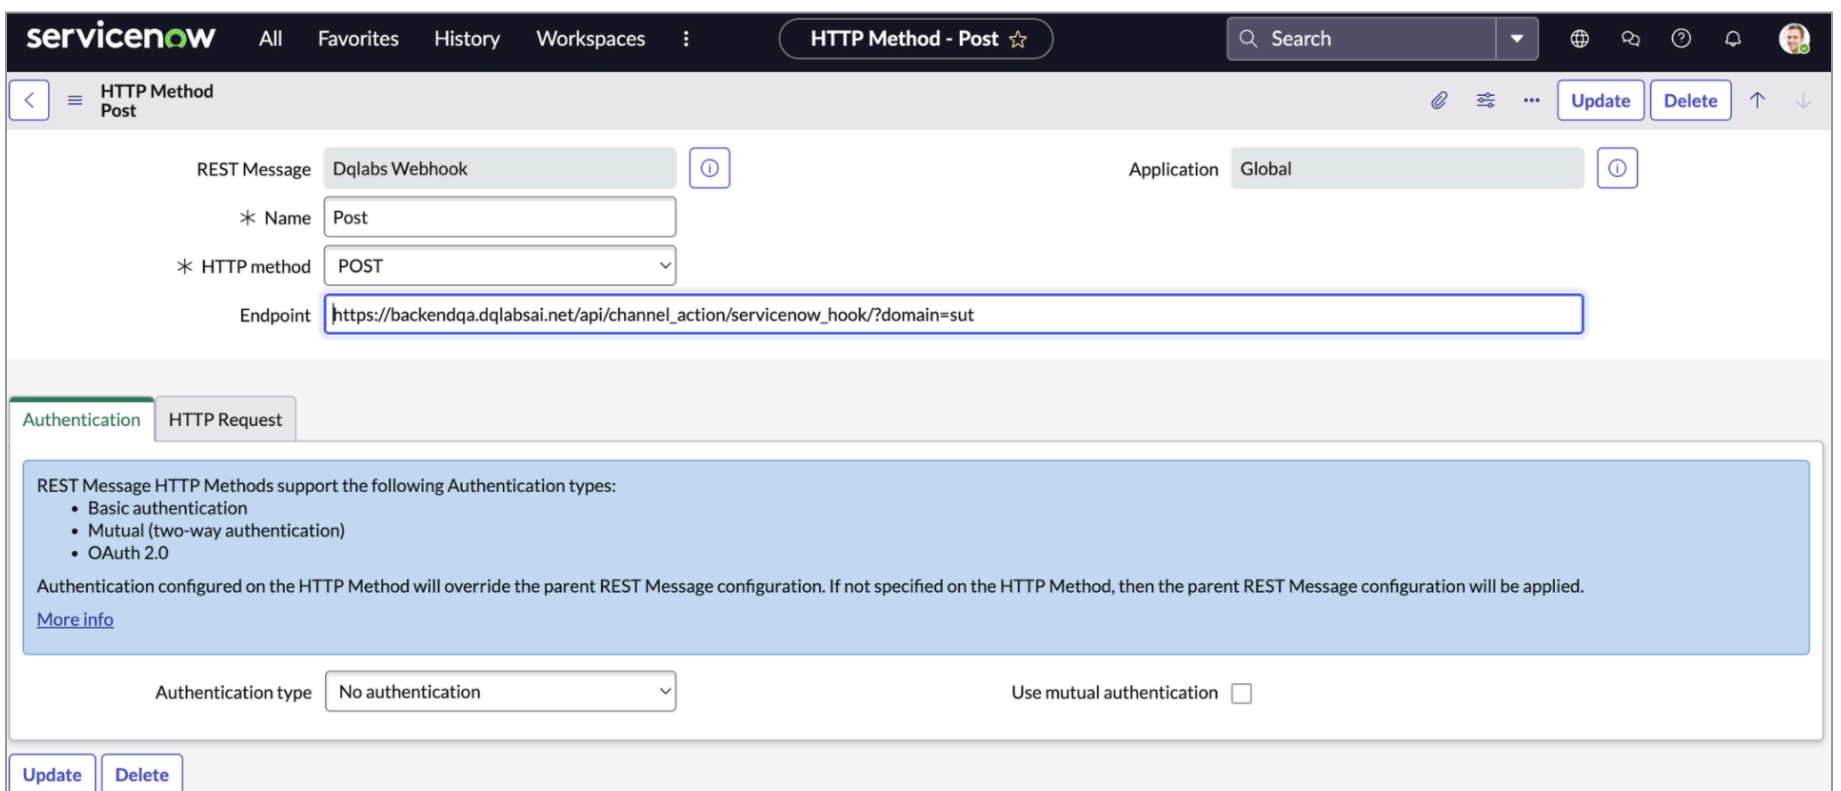 servicenow All Favorites History Workspaces HTTP Method - Post Search
HTTP Method
Post
Update Delete
REST Message Dqlabs Webhook Application Global
* Name Post
* HTTP method POST
Endpoint https://backendqa.dqlabsai.net/api/channel_action/servicenow_hook/?domain=sut
Authentication HTTP Request
REST Message HTTP Methods support the following Authentication types:
• Basic authentication
• Mutual (two-way authentication)
• OAuth 2.0
Authentication configured on the HTTP Method will override the parent REST Message configuration. If not specified on the HTTP Method, then the parent REST Message configuration will be applied.
More info
Authentication type No authentication Use mutual authentication
Update Delete